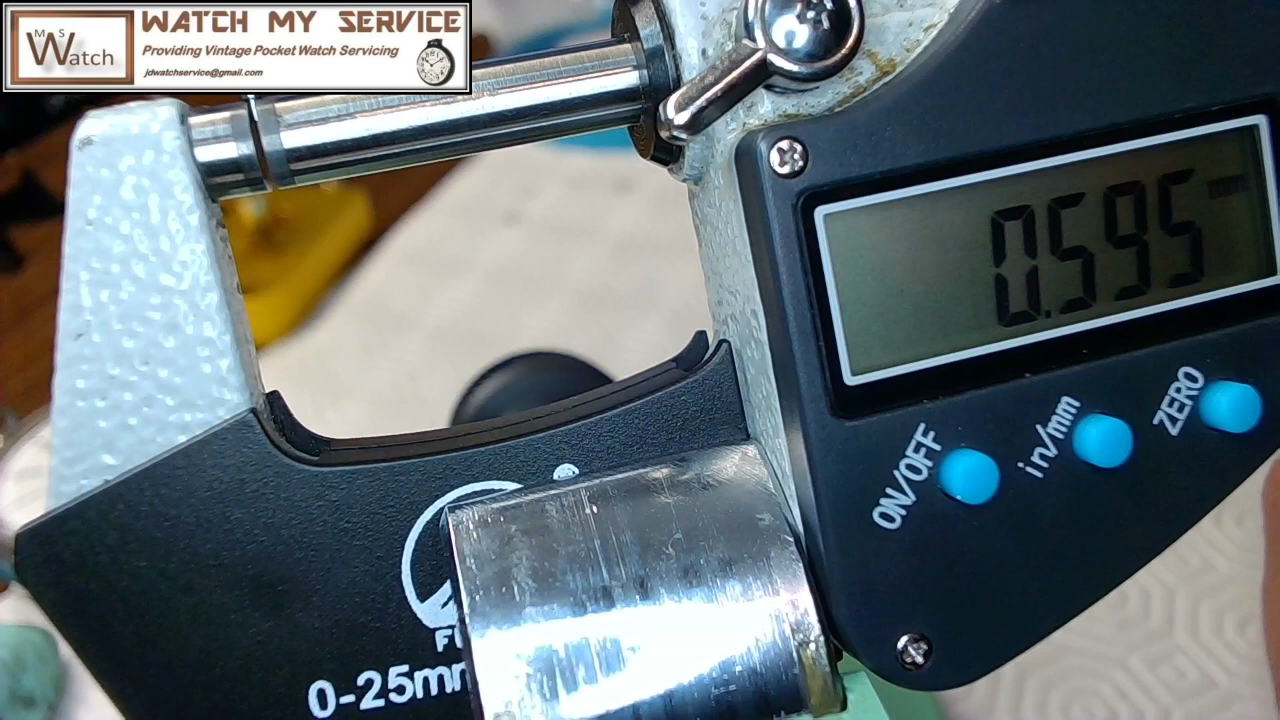 WATCH MY SERVICE
M S
Watch
Providing Vintage Pocket Watch Servicing
jdwatchservice@gmail.com
mm
0.595
ZERO
in/mm
ON/OFF
0-25mm